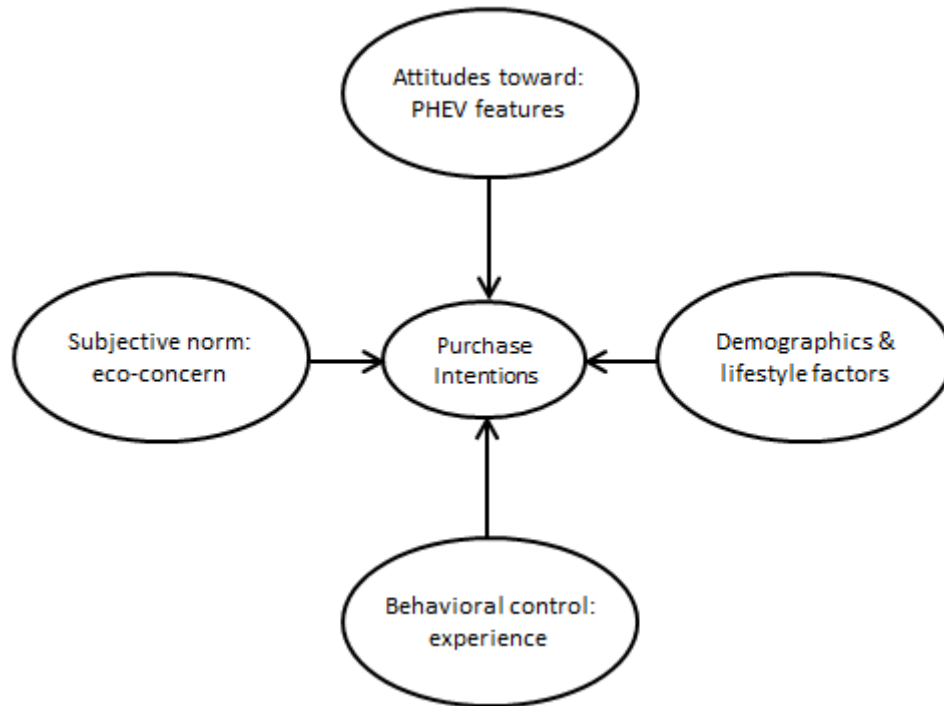 Attitudes toward:
PHEV features
Subjective norm:
eco-concern
Purchase
Intentions
Demographics &
lifestyle factors
Behavioral control:
experience